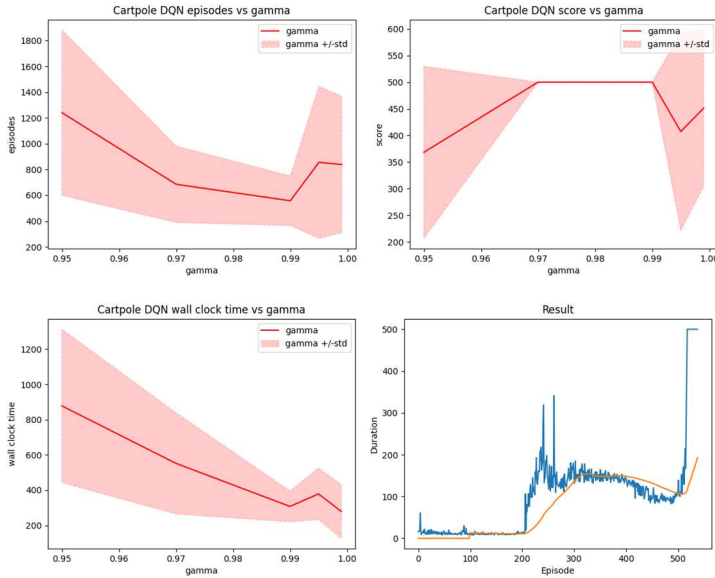 Cartpole DQN episodes vs gamma
gamma
gamma +/-std
1800
1600
1400
1200
1000
800
600
400
200
episodes
0.95 0.96 0.97 0.98 0.99 1.00
gamma
Cartpole DQN score vs gamma
gamma
gamma +/-std
600
550
500
450
400
350
300
250
200
score
0.95 0.96 0.97 0.98 0.99 1.00
gamma
Cartpole DQN wall clock time vs gamma
gamma
gamma +/-std
1200
1000
800
600
400
200
wall clock time
0.95 0.96 0.97 0.98 0.99 1.00
gamma
Result
500
400
300
200
100
0
Duration
0 100 200 300 400 500
Episode